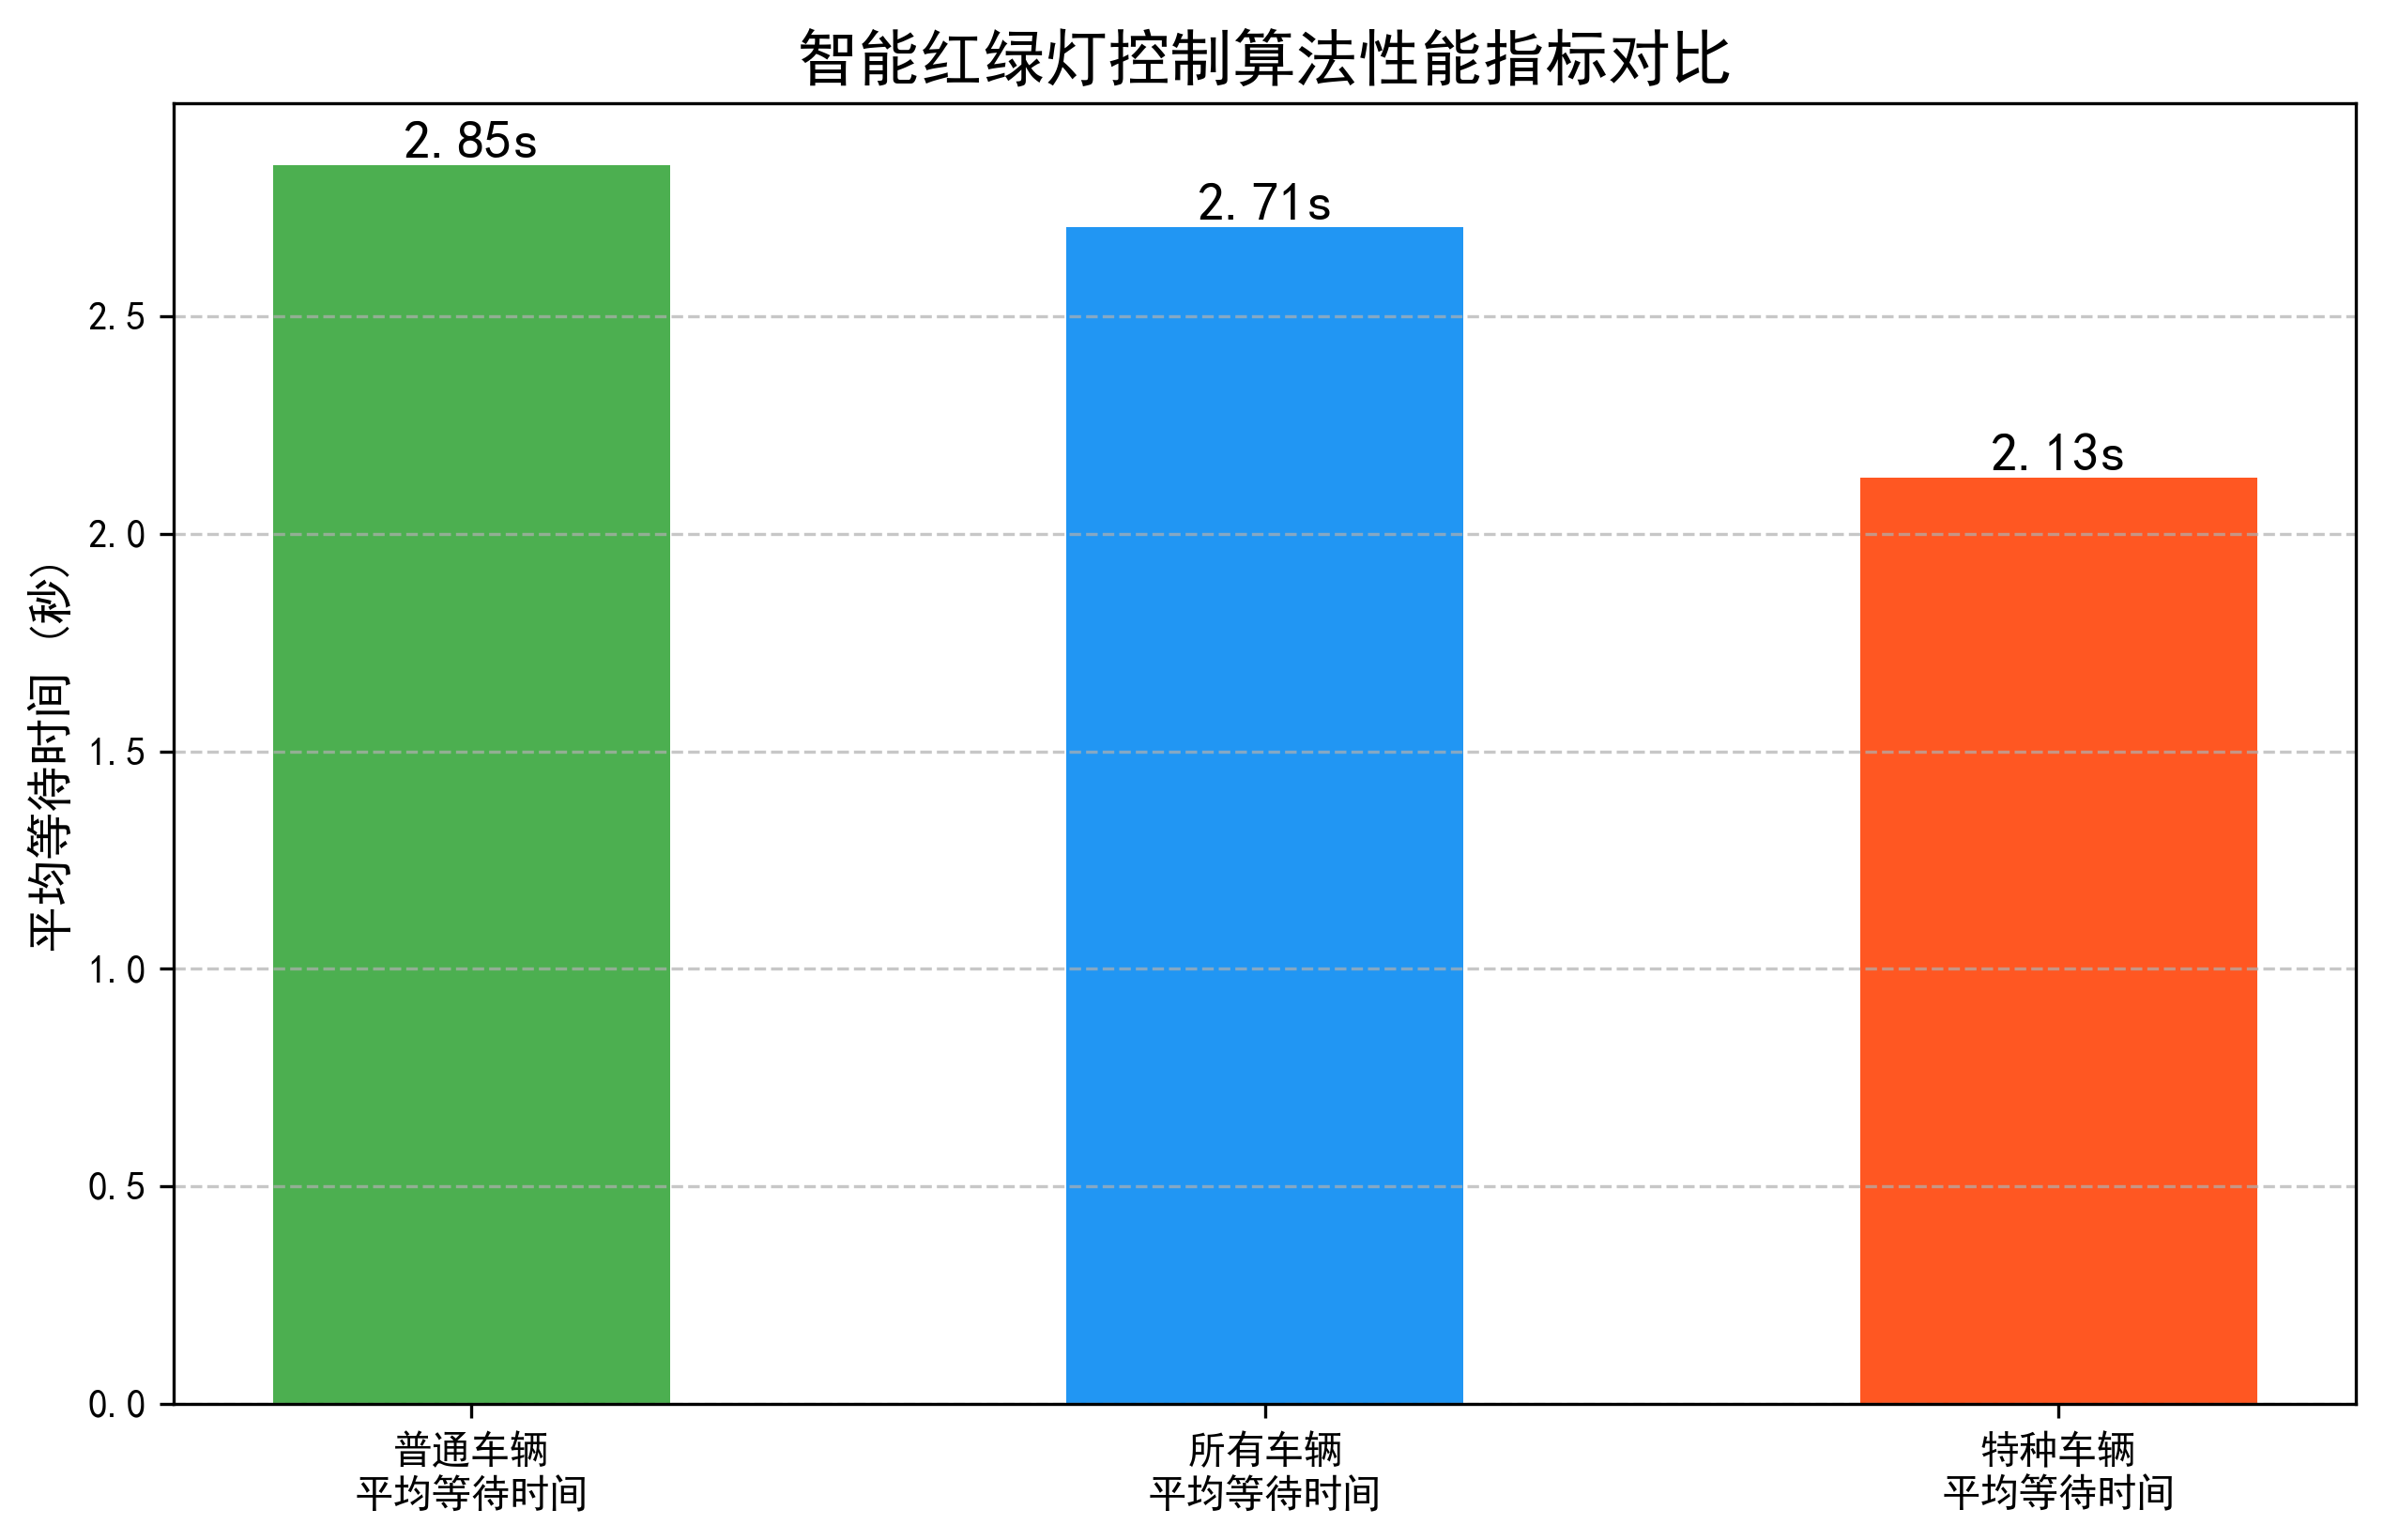 智能红绿灯控制算法性能指标对比
平均等待时间（秒）
2.5
2.0
1.5
1.0
0.5
0.0
2.85s
2.71s
2.13s
普通车辆
平均等待时间
所有车辆
平均等待时间
特种车辆
平均等待时间